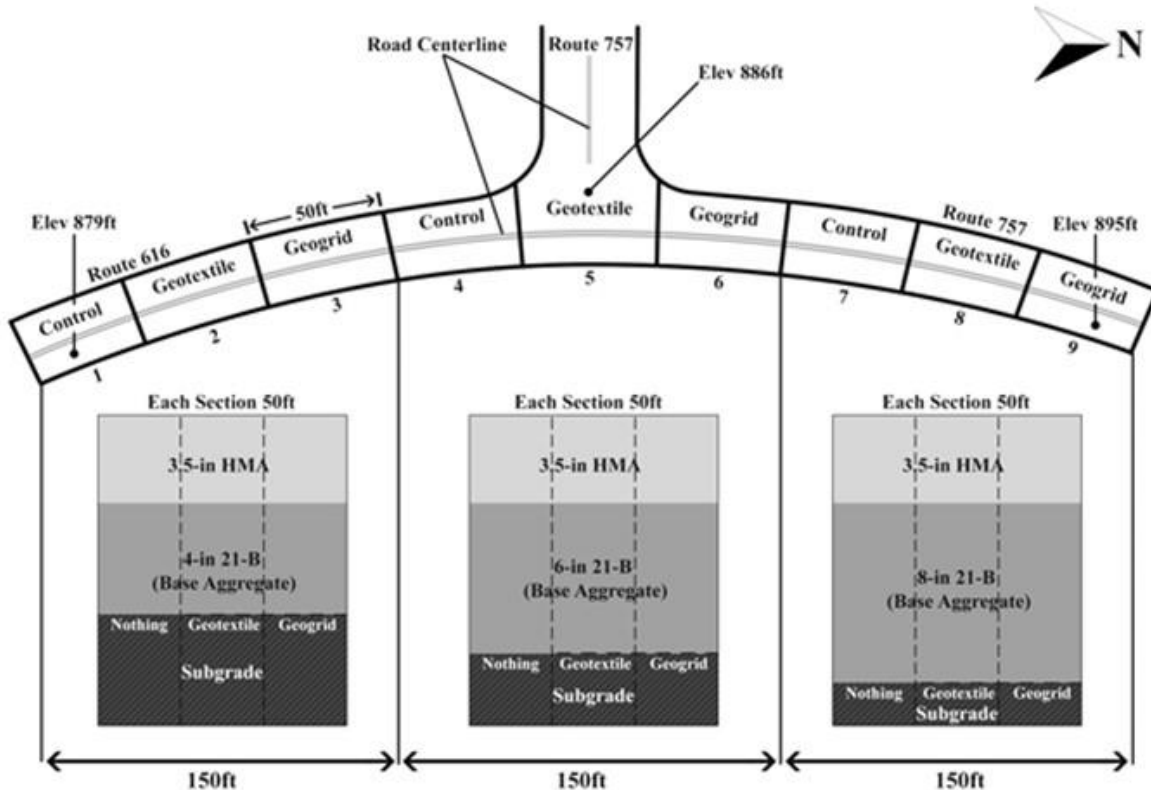 Road Centerline
Route 757
N
Elev 886ft
Elev 879ft
50ft
Route 616
Route 757
Elev 895ft
Control
Geotextile
Geogrid
Control
Geotextile
Geogrid
Control
Geotextile
Geogrid
1
2
3
4
5
6
7
8
9
Each Section 50ft
3.5-in HMA
4-in 21-B
(Base Aggregate)
Nothing Geotextile Geogrid
Subgrade
Each Section 50ft
3.5-in HMA
6-in 21-B
(Base Aggregate)
Nothing Geotextile Geogrid
Subgrade
Each Section 50ft
3.5-in HMA
8-in 21-B
(Base Aggregate)
Nothing Geotextile Geogrid
Subgrade
150ft
150ft
150ft